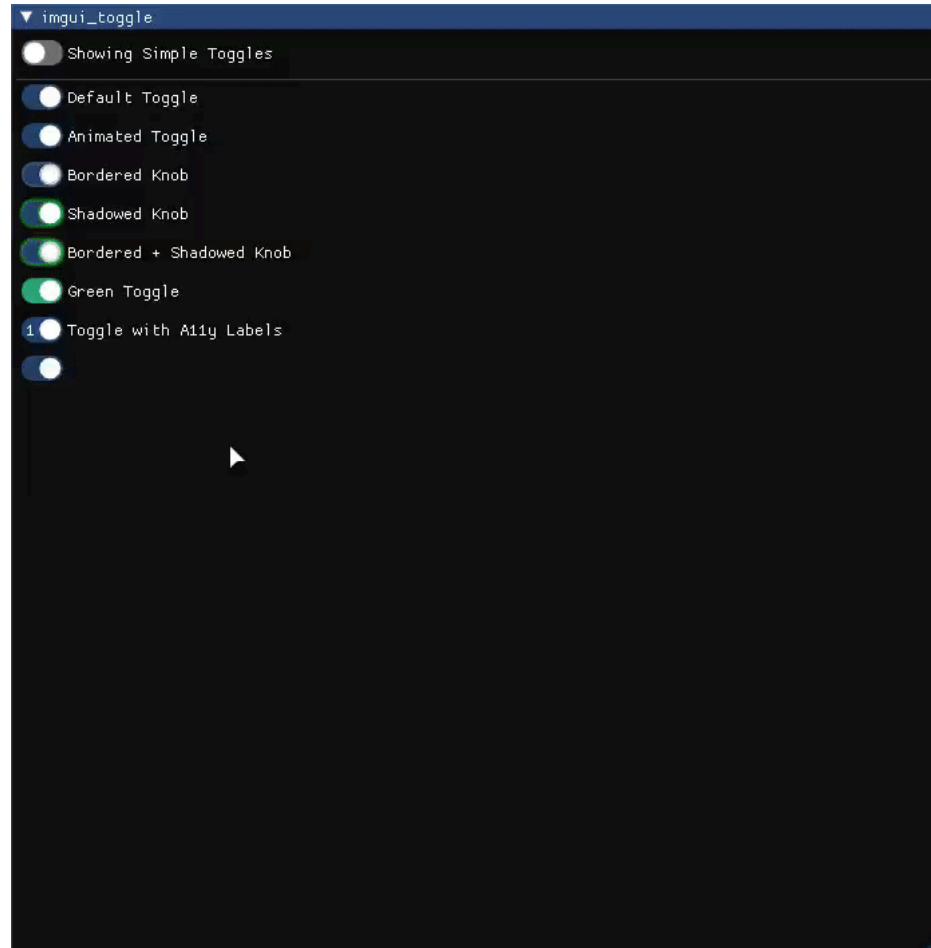 imgui_toggle
Showing Simple Toggles
Default Toggle
Animated Toggle
Bordered Knob
Shadowed Knob
Bordered + Shadowed Knob
Green Toggle
1 Toggle with A11y Labels